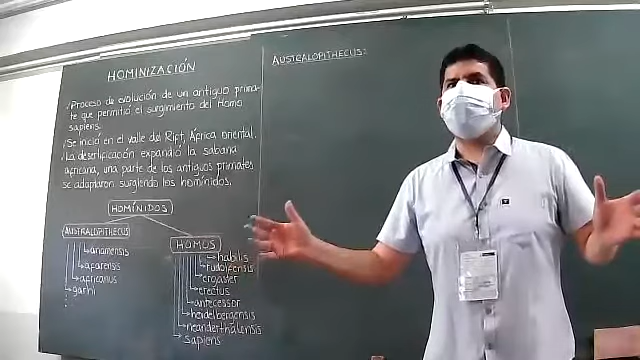 HOMINIZACIÓN
Proceso de evolución de un antiguo prima-
te que permitió el surgimiento del Homo
sapiens.
Se inició en el valle del Rift, África oriental.
La desertificación expandió la sabana
africana, una parte de los antiguos primates
se adaptaron surgiendo los homínidos.
HOMÍNIDOS
AUSTRALOPITHECUS
anamensis
afarensis
africanus
garhi
HOMOS
habilis
rudolfensis
ergaster
erectus
antecessor
heidelbergensis
neanderthalensis
sapiens
AUSTRALOPITHECUS: